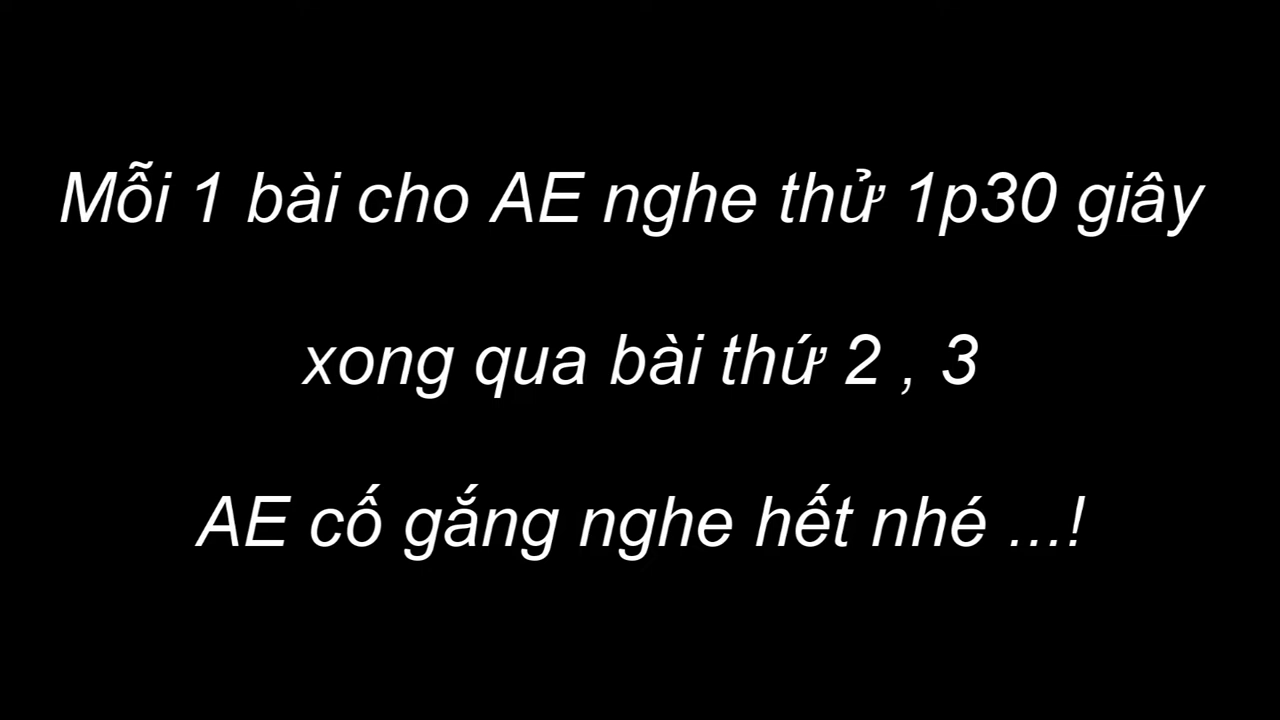 Mỗi 1 bài cho AE nghe thử 1p30 giây
xong qua bài thứ 2 , 3
AE cố gắng nghe hết nhé ...!